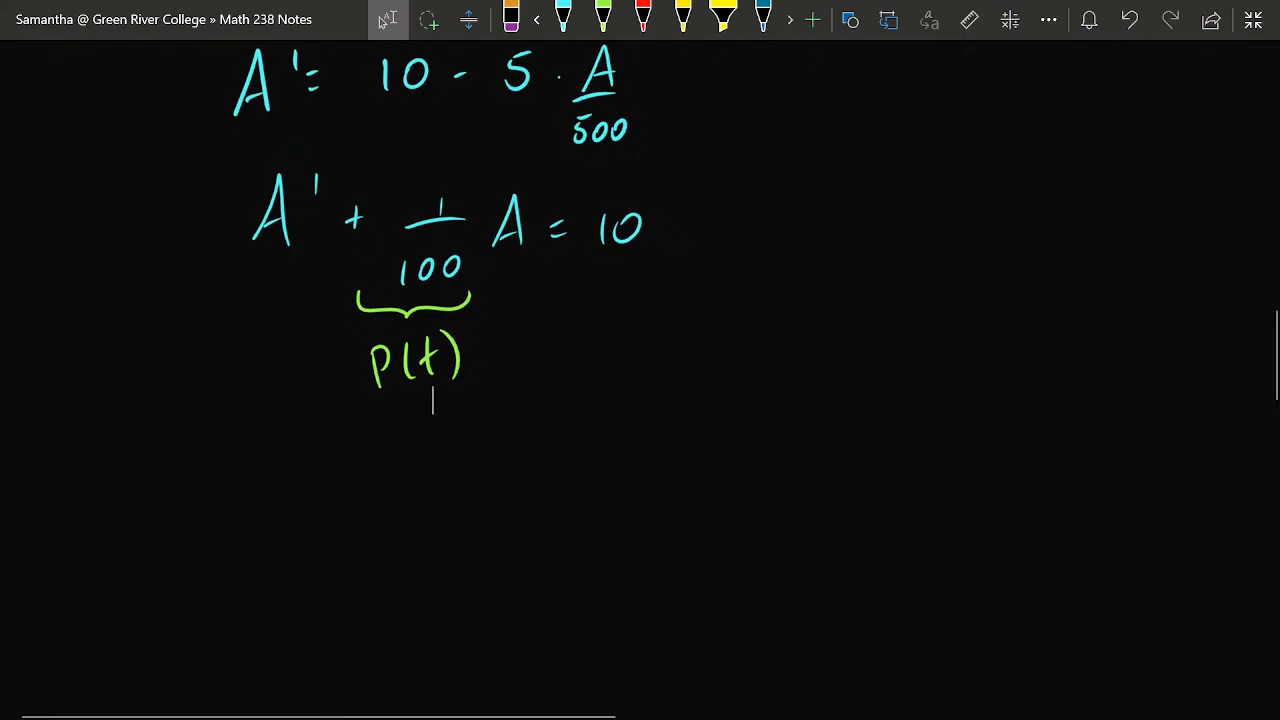 Samantha @ Green River College » Math 238 Notes
A' = 10 - 5 · A/500
A' + 1/100 A = 10
p(t)